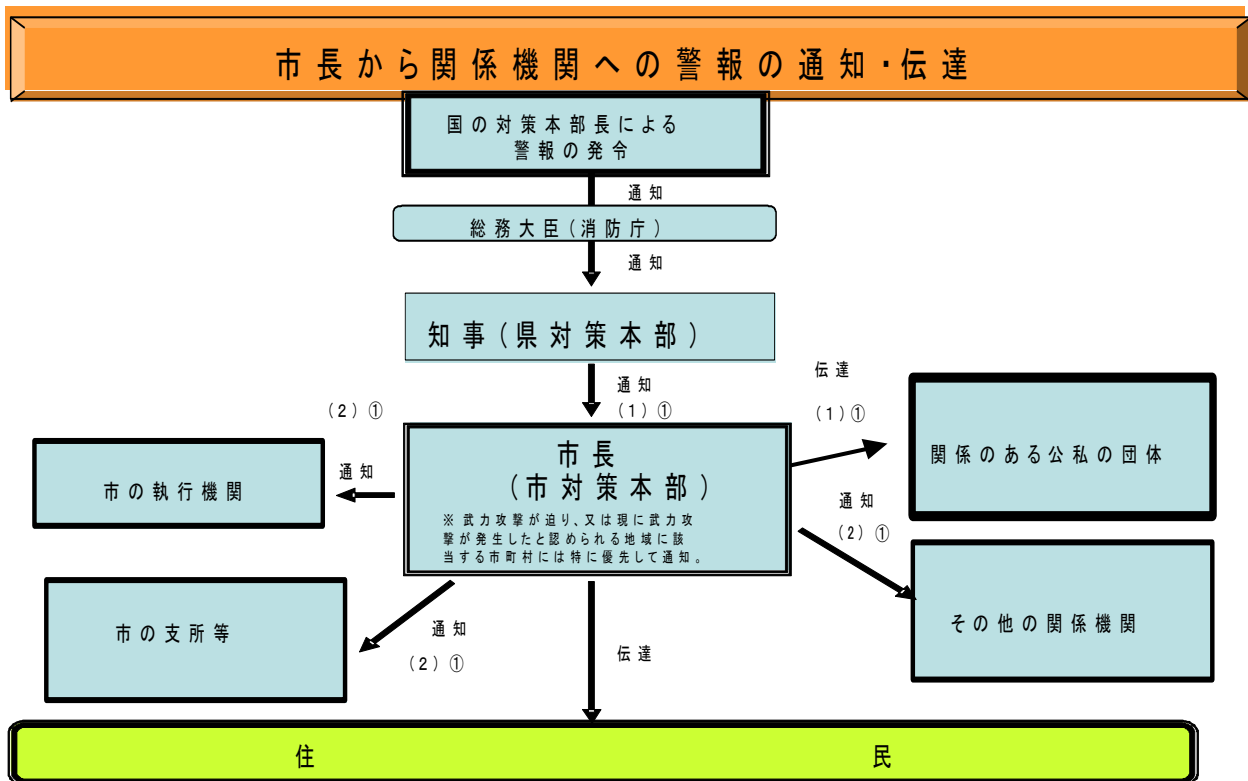 市長から関係機関への警報の通知・伝達
国の対策本部長による
警報の発令
通知
総務大臣(消防庁)
通知
知事(県対策本部)
通知
(1)①
伝達
(1)①
(2)①
関係のある公私の団体
市長
(市対策本部)
※武力攻撃が迫り、又は現に武力攻
撃が発生したと認められる地域に該
当する市町村には特に優先して通知。
通知
市の執行機関
通知
(2)①
その他の関係機関
市の支所等
通知
(2)①
伝達
住民